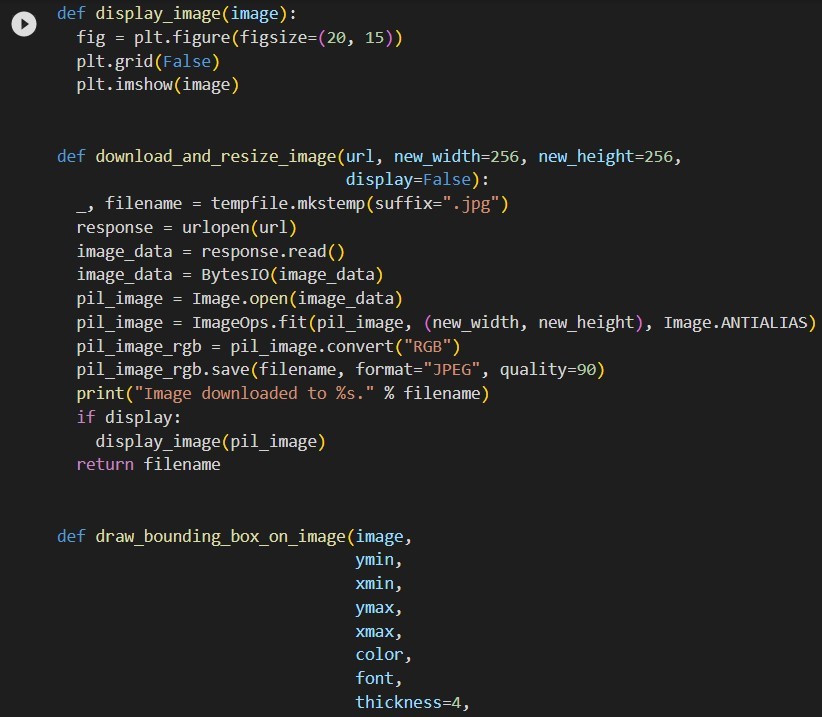 def display_image(image):
  fig = plt.figure(figsize=(20, 15))
  plt.grid(False)
  plt.imshow(image)
def download_and_resize_image(url, new_width=256, new_height=256,
                              display=False):
  _, filename = tempfile.mkstemp(suffix=".jpg")
  response = urlopen(url)
  image_data = response.read()
  image_data = BytesIO(image_data)
  pil_image = Image.open(image_data)
  pil_image = ImageOps.fit(pil_image, (new_width, new_height), Image.ANTIALIAS)
  pil_image_rgb = pil_image.convert("RGB")
  pil_image_rgb.save(filename, format="JPEG", quality=90)
  print("Image downloaded to %s." % filename)
  if display:
    display_image(pil_image)
  return filename
def draw_bounding_box_on_image(image,
                               ymin,
                               xmin,
                               ymax,
                               xmax,
                               color,
                               font,
                               thickness=4,